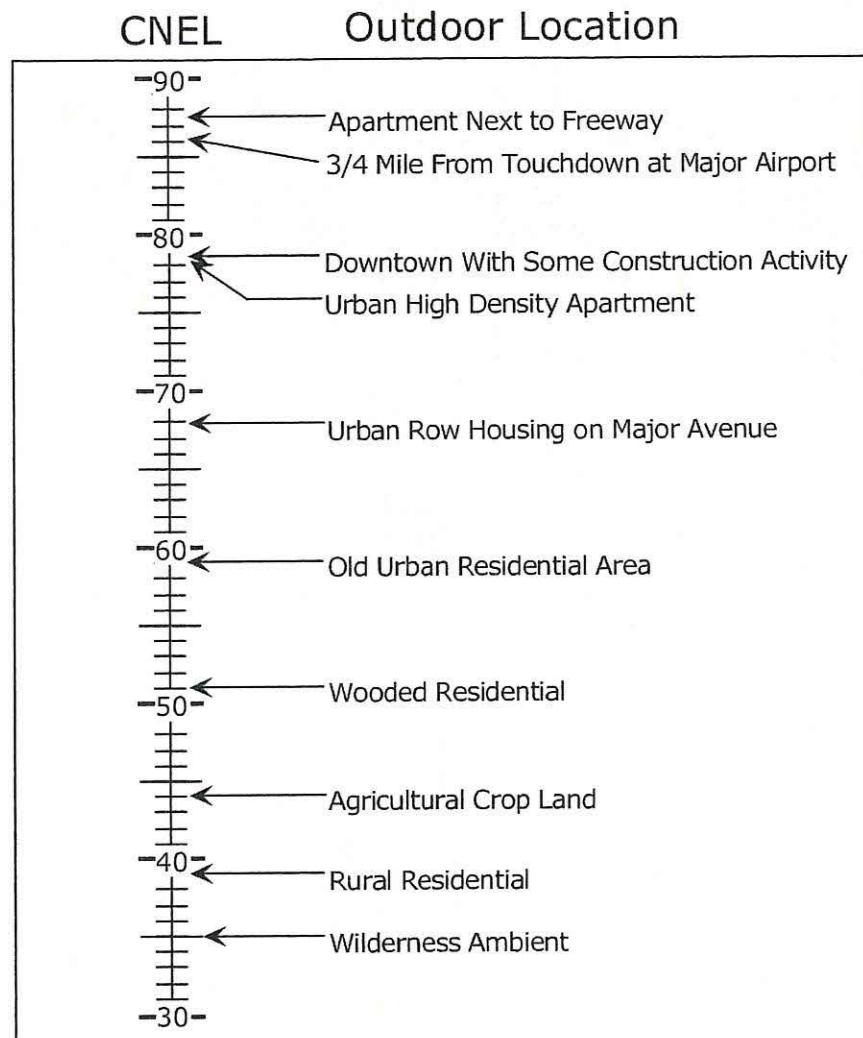 CNEL Outdoor Location
90
Apartment Next to Freeway
3/4 Mile From Touchdown at Major Airport
80
Downtown With Some Construction Activity
Urban High Density Apartment
70
Urban Row Housing on Major Avenue
60
Old Urban Residential Area
Wooded Residential
50
Agricultural Crop Land
40
Rural Residential
Wilderness Ambient
30